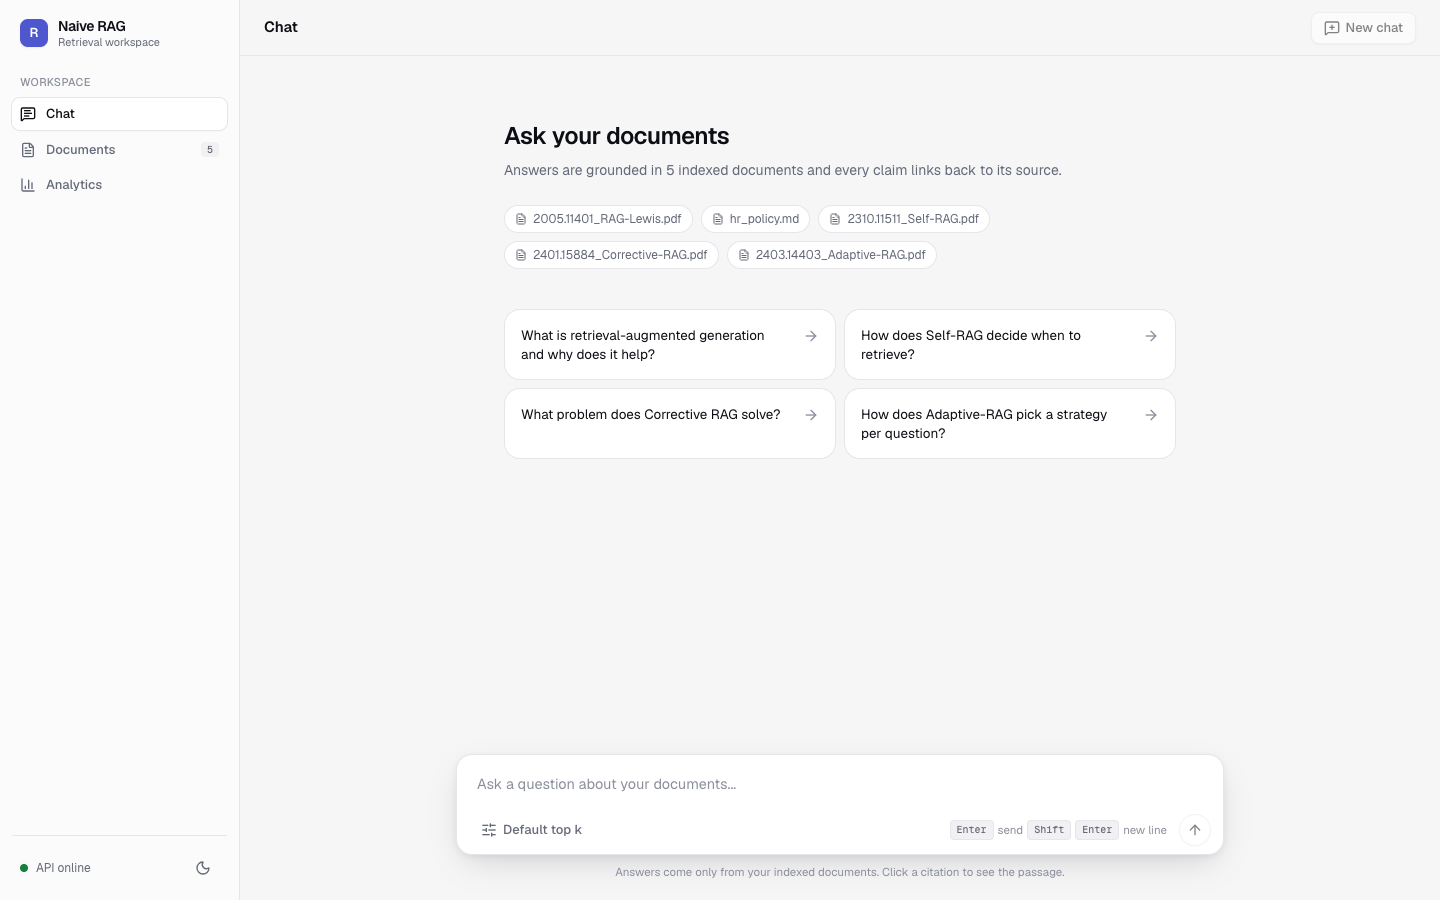 R
Naive RAG
Retrieval workspace
WORKSPACE
Chat
Documents 5
Analytics
API online
Chat
New chat
Ask your documents
Answers are grounded in 5 indexed documents and every claim links back to its source.
2005.11401_RAG-Lewis.pdf hr_policy.md 2310.11511_Self-RAG.pdf
2401.15884_Corrective-RAG.pdf 2403.14403_Adaptive-RAG.pdf
What is retrieval-augmented generation
and why does it help?
How does Self-RAG decide when to
retrieve?
What problem does Corrective RAG solve?
How does Adaptive-RAG pick a strategy
per question?
Ask a question about your documents...
Default top k
Enter send Shift Enter new line
Answers come only from your indexed documents. Click a citation to see the passage.